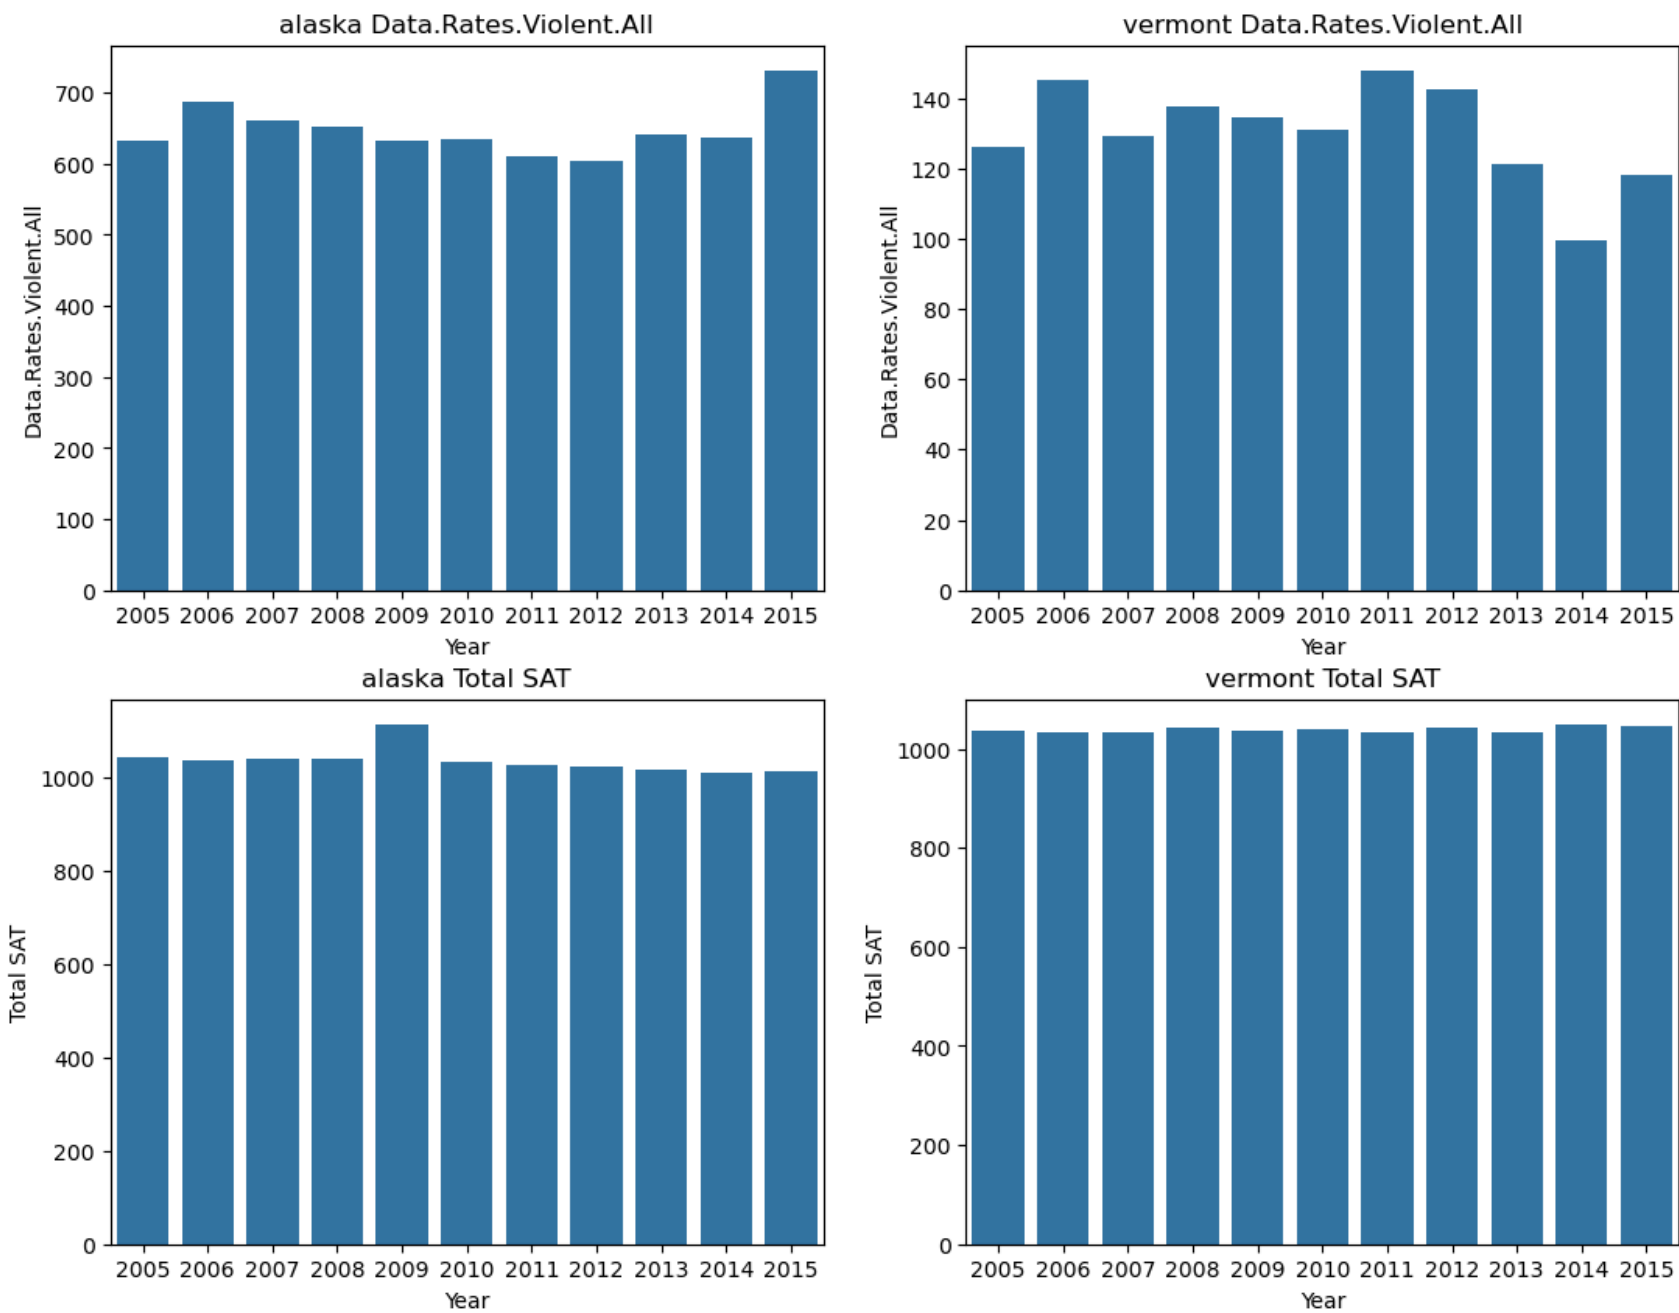 alaska Data.Rates.Violent.All
Data.Rates.Violent.All
700
600
500
400
300
200
100
0
2005 2006 2007 2008 2009 2010 2011 2012 2013 2014 2015
Year
vermont Data.Rates.Violent.All
Data.Rates.Violent.All
140
120
100
80
60
40
20
0
2005 2006 2007 2008 2009 2010 2011 2012 2013 2014 2015
Year
alaska Total SAT
Total SAT
1000
800
600
400
200
0
2005 2006 2007 2008 2009 2010 2011 2012 2013 2014 2015
Year
vermont Total SAT
Total SAT
1000
800
600
400
200
0
2005 2006 2007 2008 2009 2010 2011 2012 2013 2014 2015
Year